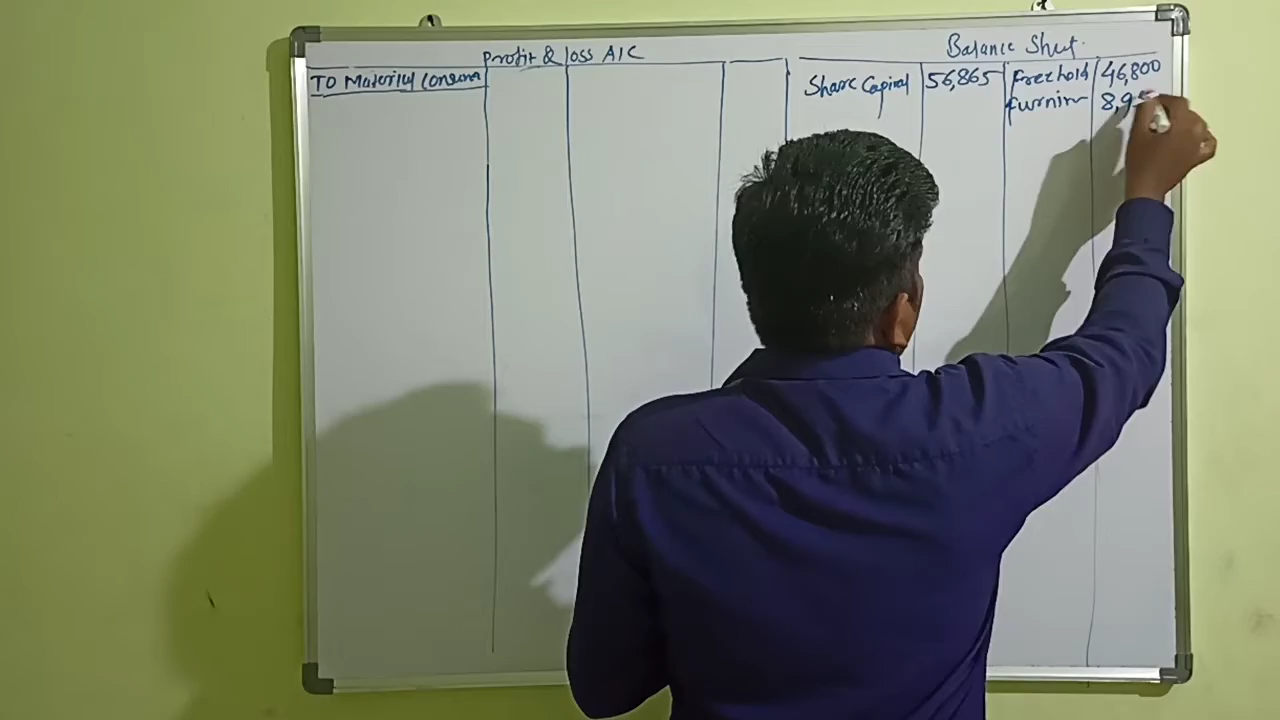 Profit & loss A/C
Balance Sheet
To Material Consum
Share Capital 56,865 freehold 46,800
furnitur 8,9